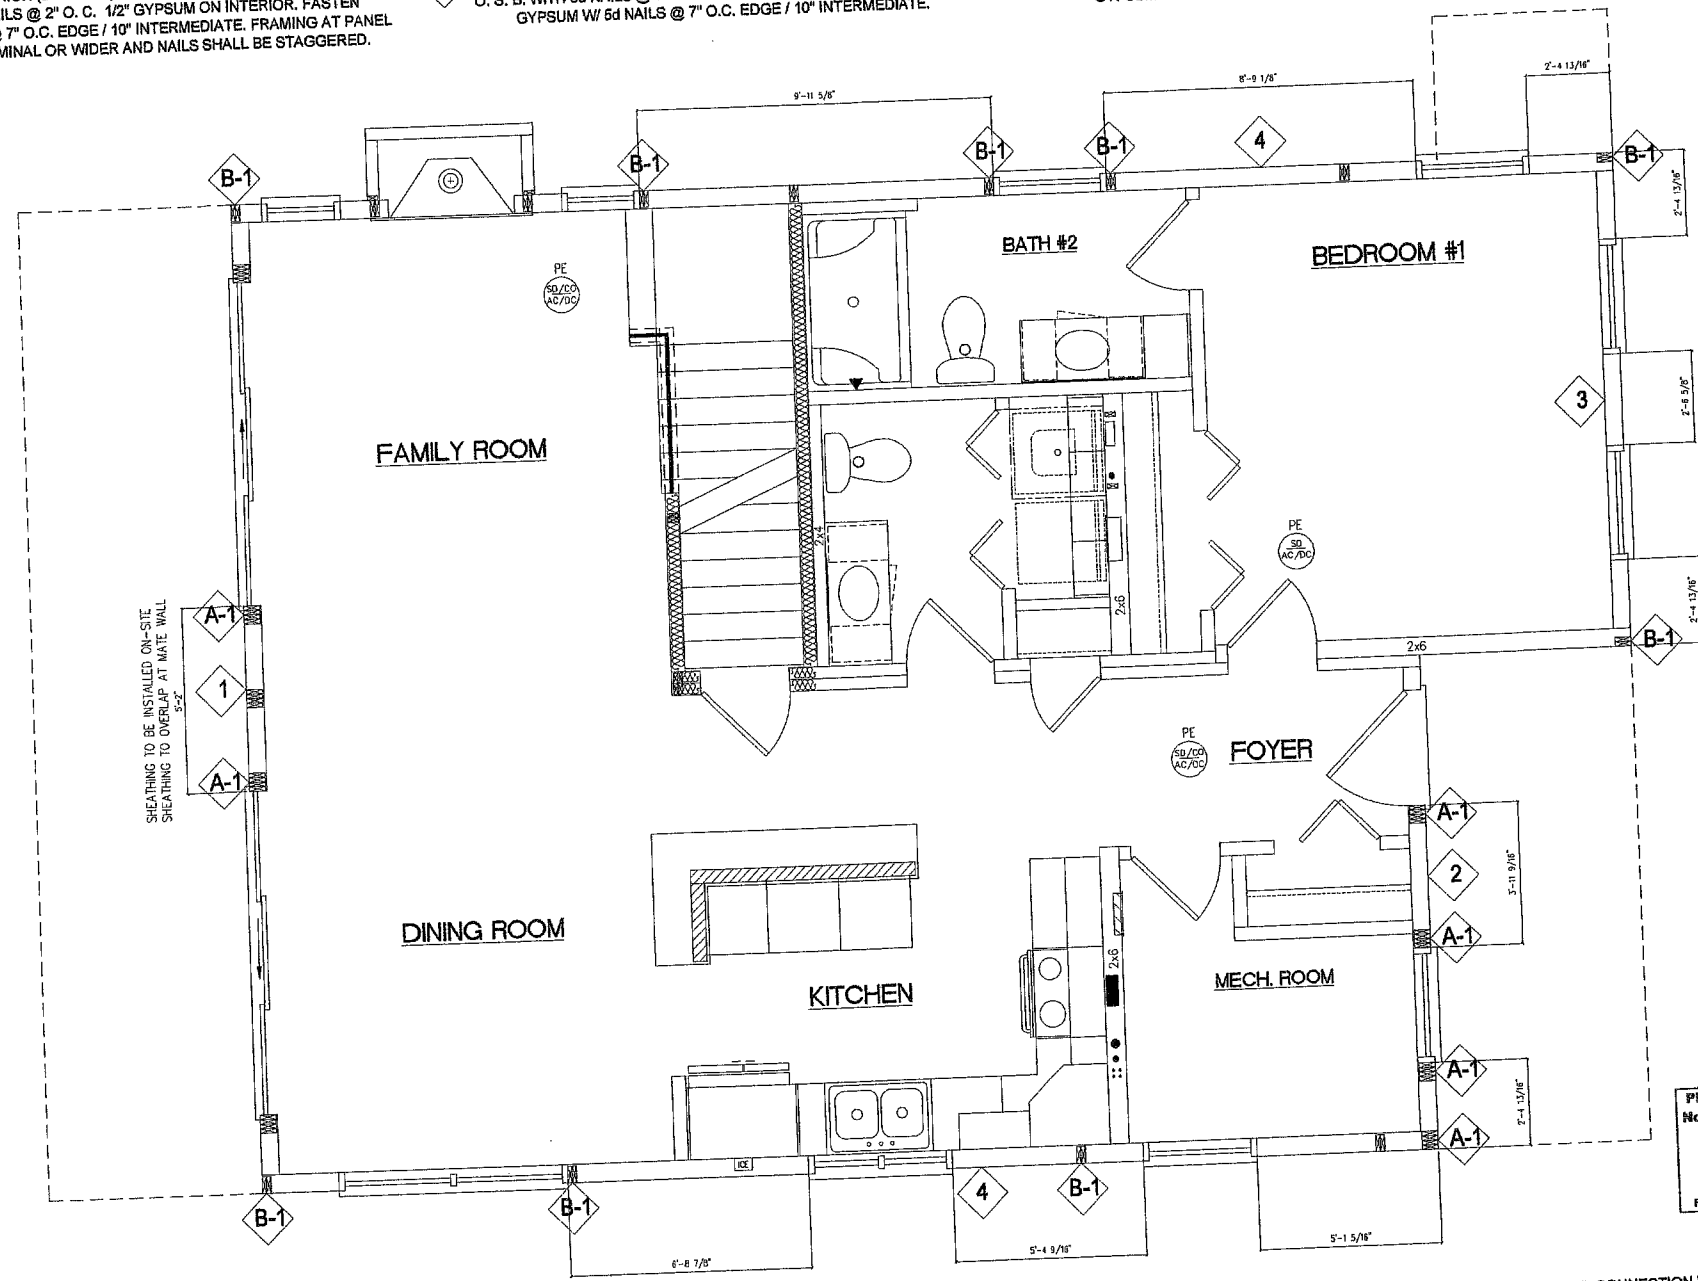 ILS @ 2" O. C. 1/2" GYPSUM ON INTERIOR. FASTEN
7" O.C. EDGE / 10" INTERMEDIATE. FRAMING AT PANEL
MINAL OR WIDER AND NAILS SHALL BE STAGGERED.
GYPSUM W/ 5d NAILS @ 7" O.C. EDGE / 10" INTERMEDIATE.
2'-4 13/16"
8'-9 1/8"
9'-11 5/8"
4
B-1
B-1
B-1
B-1
B-1
2'-4 13/16"
BATH #2
BEDROOM #1
PE
SD/CO
AC/DC
3
2'-6 5/8"
FAMILY ROOM
2x4
PE
SD
AC/DC
2x6
2'-4 13/16"
A-1
SHEATHING TO BE INSTALLED ON-SITE
SHEATHING TO OVERLAP AT MATE WALL
5'-2"
1
A-1
2x6
B-1
PE
SD/CO
AC/DC
FOYER
A-1
2
3'-11 9/16"
A-1
DINING ROOM
KITCHEN
2x6
MECH. ROOM
A-1
2'-4 13/16"
A-1
ICE
B-1
B-1
4
B-1
6'-8 7/8"
5'-4 9/16"
5'-1 5/16"